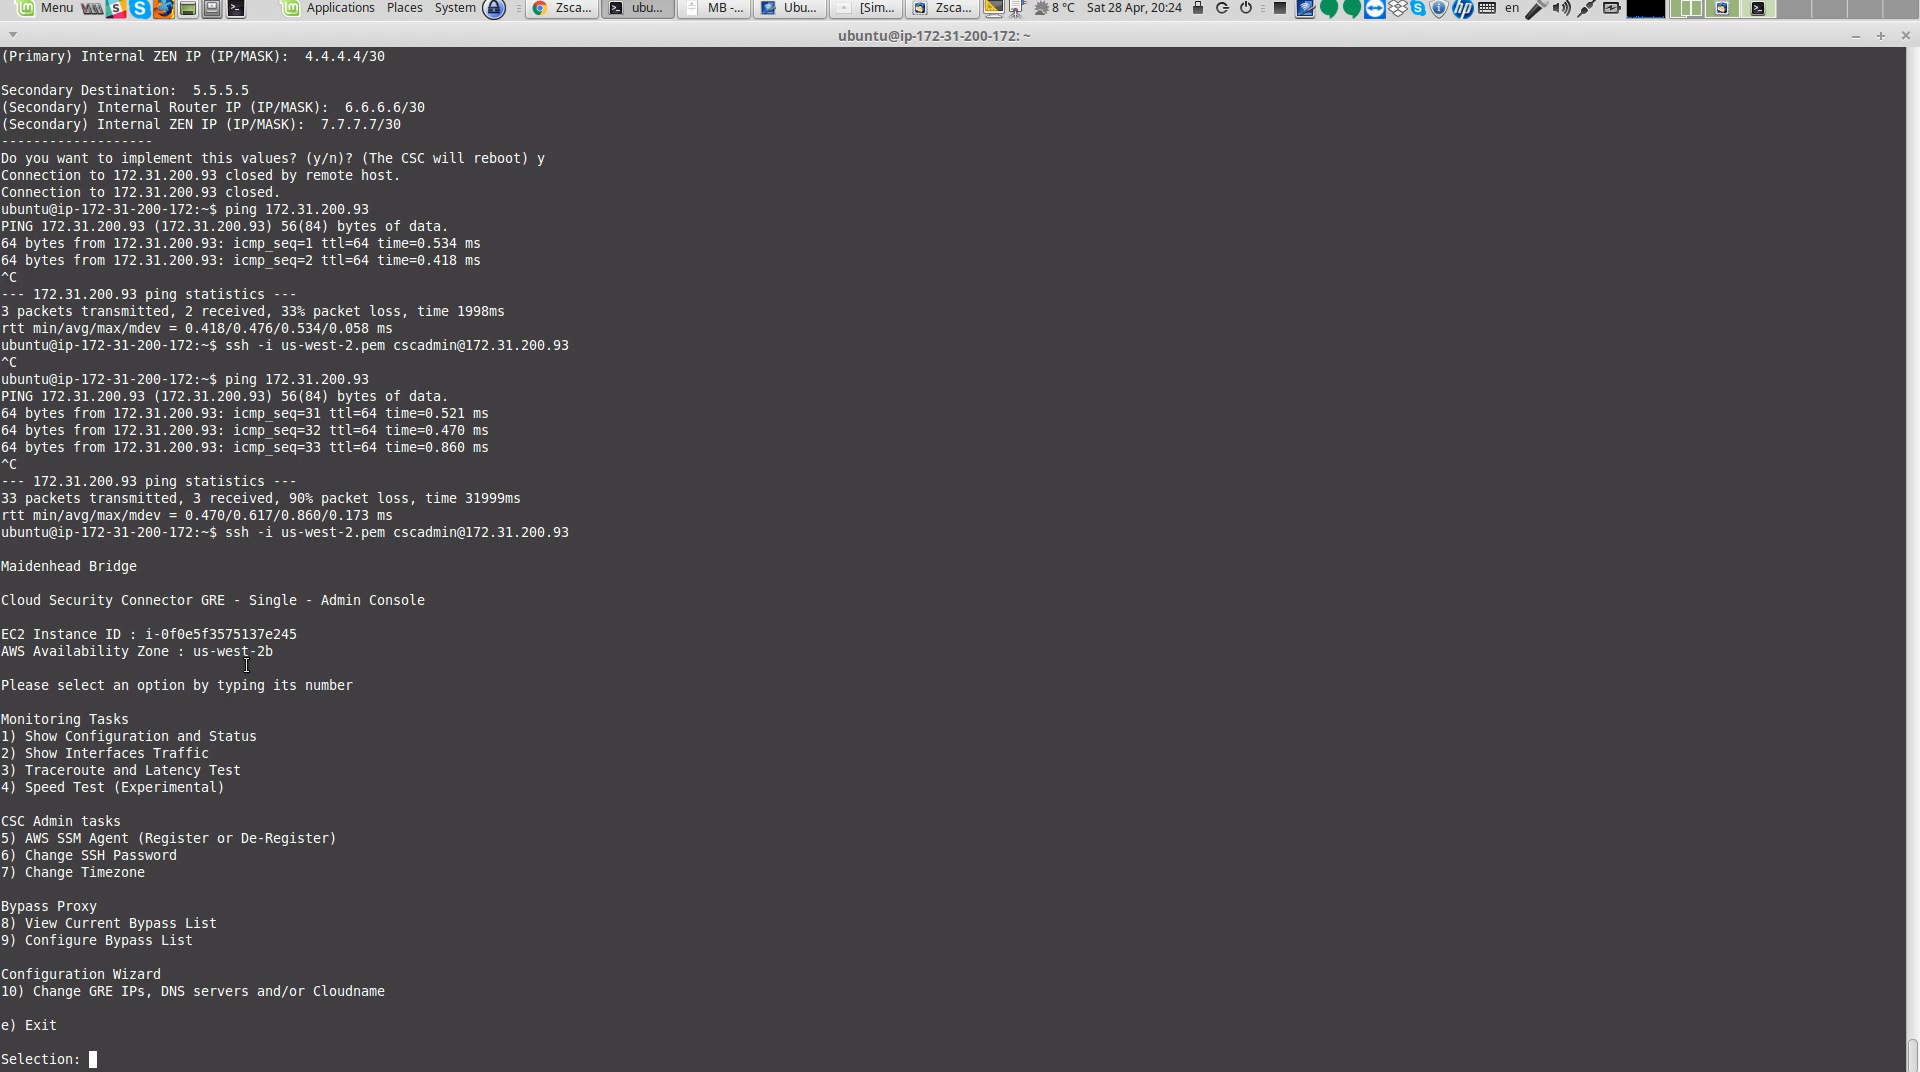 Menu
Applications Places System
Zsca...
ubu...
MB -...
Ubu...
[Sim...
Zsca...
8 °C
Sat 28 Apr, 20:24
en
ubuntu@ip-172-31-200-172: ~
(Primary) Internal ZEN IP (IP/MASK):  4.4.4.4/30
Secondary Destination:  5.5.5.5
(Secondary) Internal Router IP (IP/MASK):  6.6.6.6/30
(Secondary) Internal ZEN IP (IP/MASK):  7.7.7.7/30
-------------------
Do you want to implement this values? (y/n)? (The CSC will reboot) y
Connection to 172.31.200.93 closed by remote host.
Connection to 172.31.200.93 closed.
ubuntu@ip-172-31-200-172:~$ ping 172.31.200.93
PING 172.31.200.93 (172.31.200.93) 56(84) bytes of data.
64 bytes from 172.31.200.93: icmp_seq=1 ttl=64 time=0.534 ms
64 bytes from 172.31.200.93: icmp_seq=2 ttl=64 time=0.418 ms
^C
--- 172.31.200.93 ping statistics ---
3 packets transmitted, 2 received, 33% packet loss, time 1998ms
rtt min/avg/max/mdev = 0.418/0.476/0.534/0.058 ms
ubuntu@ip-172-31-200-172:~$ ssh -i us-west-2.pem cscadmin@172.31.200.93
^C
ubuntu@ip-172-31-200-172:~$ ping 172.31.200.93
PING 172.31.200.93 (172.31.200.93) 56(84) bytes of data.
64 bytes from 172.31.200.93: icmp_seq=31 ttl=64 time=0.521 ms
64 bytes from 172.31.200.93: icmp_seq=32 ttl=64 time=0.470 ms
64 bytes from 172.31.200.93: icmp_seq=33 ttl=64 time=0.860 ms
^C
--- 172.31.200.93 ping statistics ---
33 packets transmitted, 3 received, 90% packet loss, time 31999ms
rtt min/avg/max/mdev = 0.470/0.617/0.860/0.173 ms
ubuntu@ip-172-31-200-172:~$ ssh -i us-west-2.pem cscadmin@172.31.200.93
Maidenhead Bridge
Cloud Security Connector GRE - Single - Admin Console
EC2 Instance ID : i-0f0e5f3575137e245
AWS Availability Zone : us-west-2b
Please select an option by typing its number
Monitoring Tasks
1) Show Configuration and Status
2) Show Interfaces Traffic
3) Traceroute and Latency Test
4) Speed Test (Experimental)
CSC Admin tasks
5) AWS SSM Agent (Register or De-Register)
6) Change SSH Password
7) Change Timezone
Bypass Proxy
8) View Current Bypass List
9) Configure Bypass List
Configuration Wizard
10) Change GRE IPs, DNS servers and/or Cloudname
e) Exit
Selection: